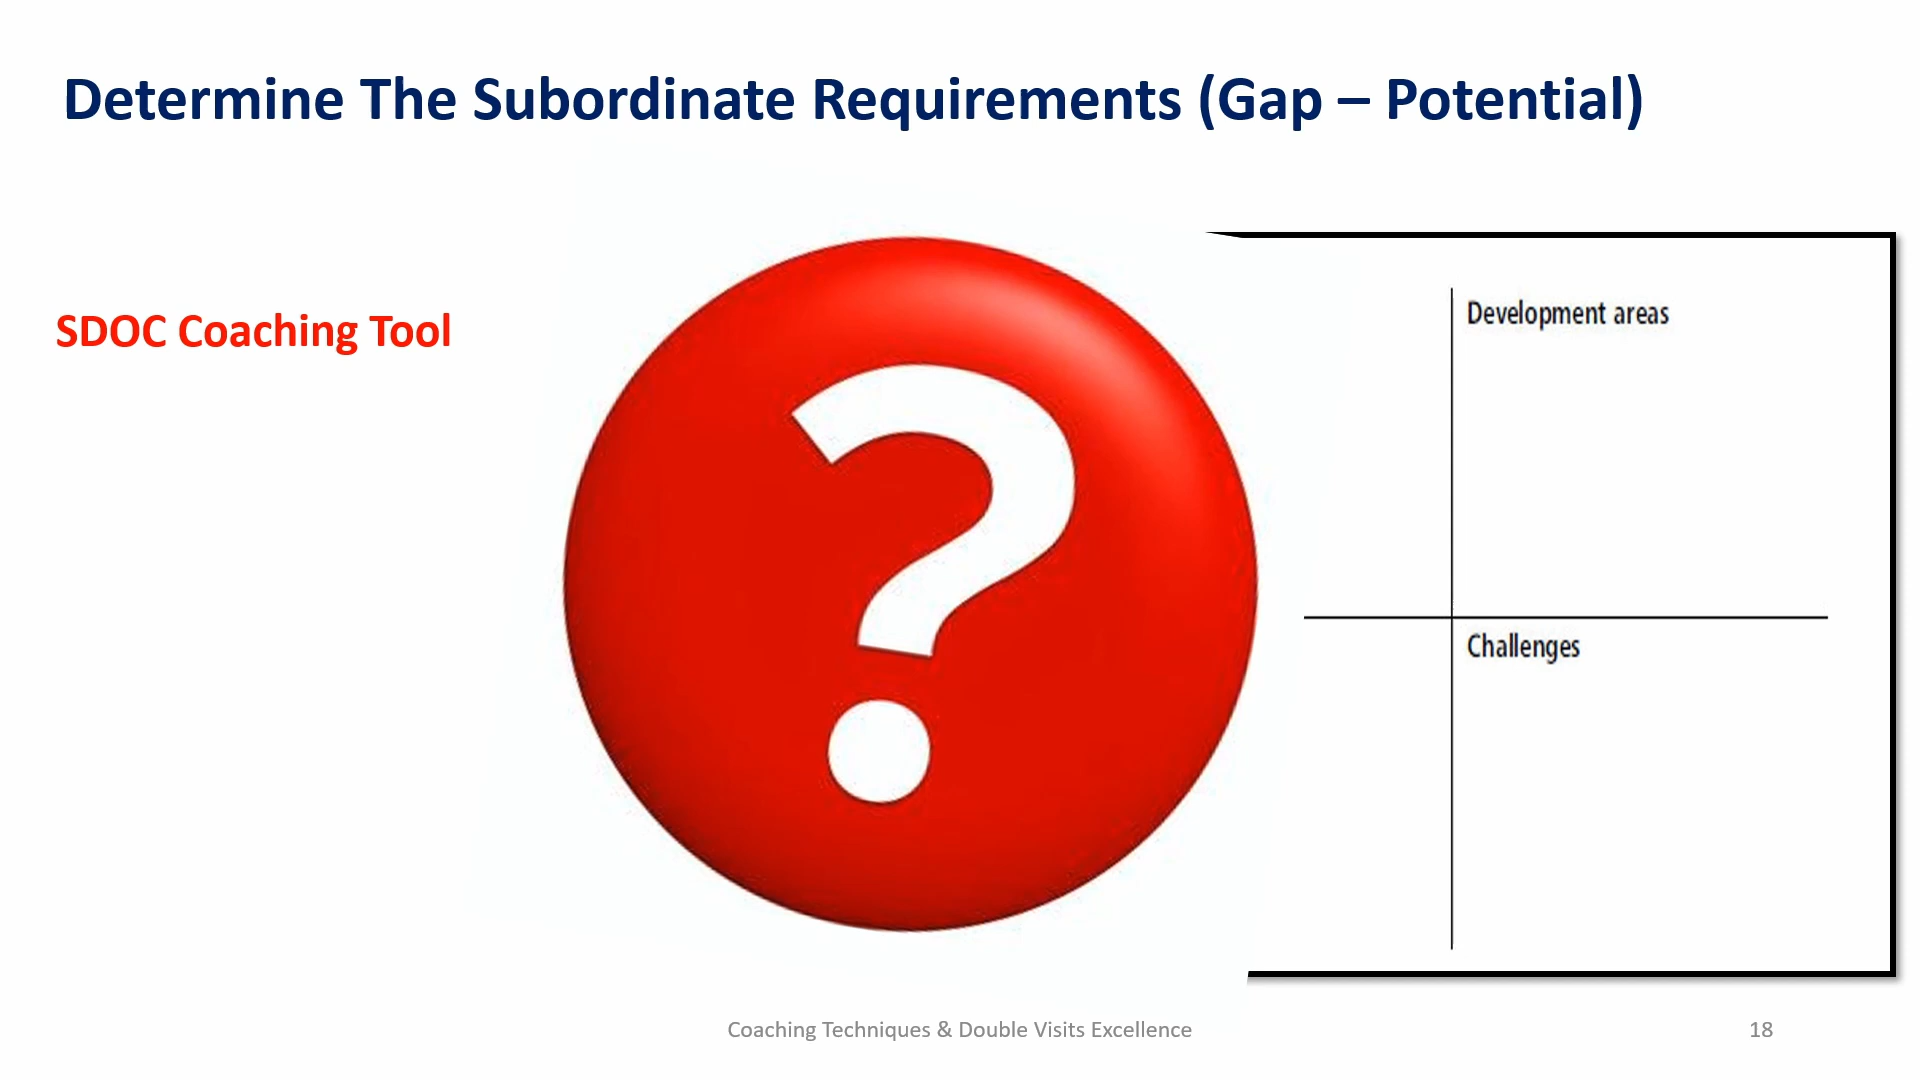 Determine The Subordinate Requirements (Gap – Potential)
SDOC Coaching Tool
Development areas
Challenges
Coaching Techniques & Double Visits Excellence
18